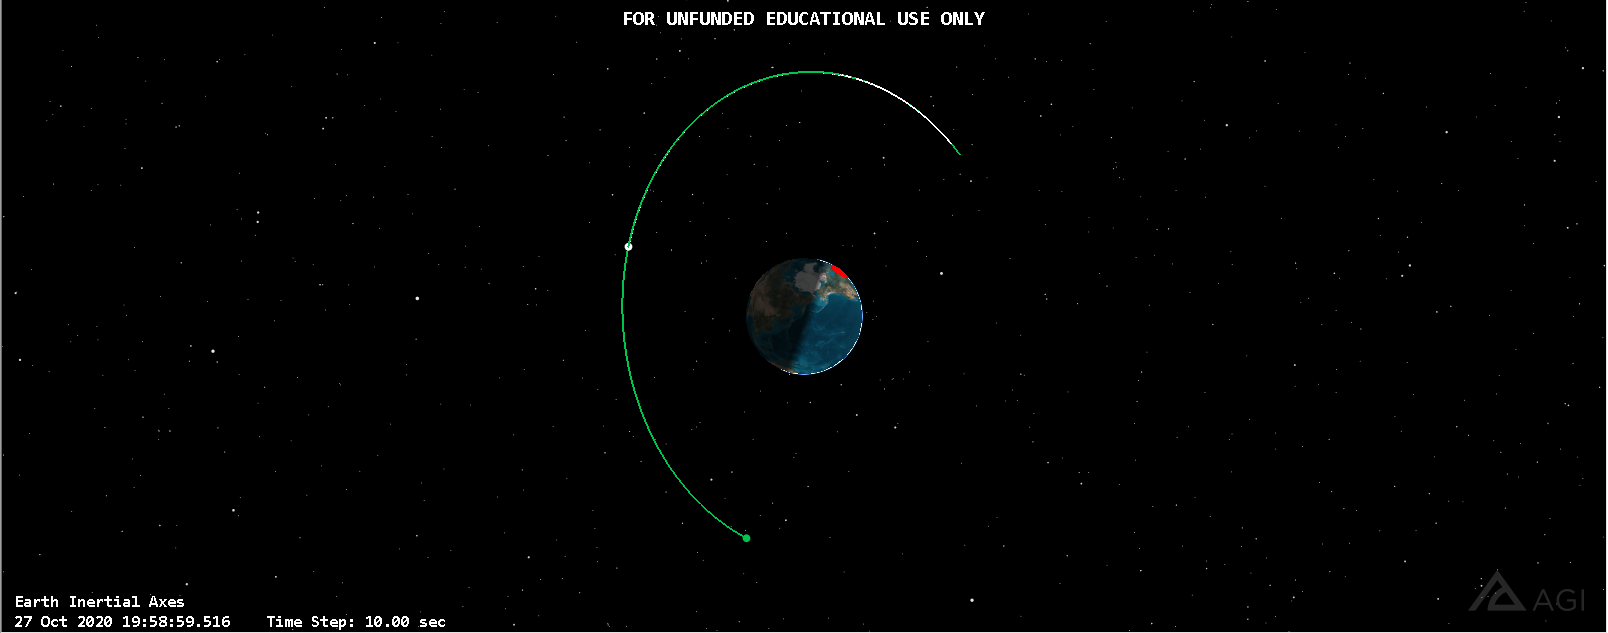 FOR UNFUNDED EDUCATIONAL USE ONLY
AGI
Earth Inertial Axes
27 Oct 2020 19:58:59.516 Time Step: 10.00 sec